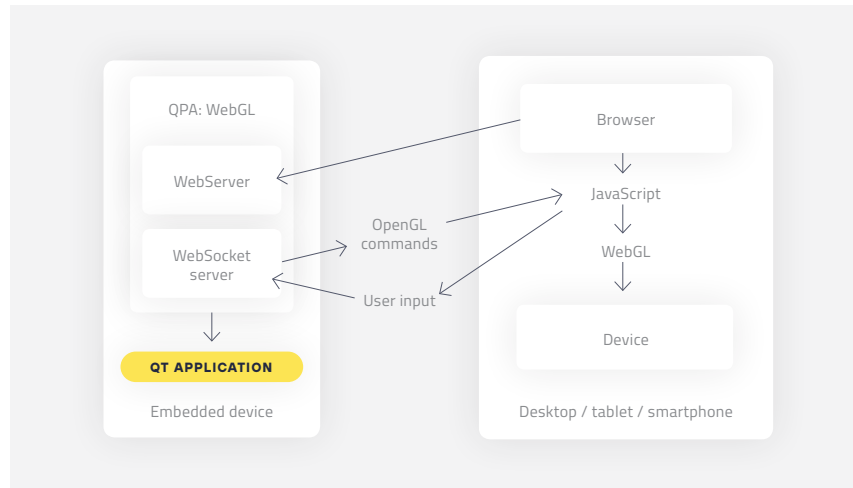 QPA: WebGL
WebServer
WebSocket
server
QT APPLICATION
Embedded device
OpenGL
commands
User input
Browser
JavaScript
WebGL
Device
Desktop / tablet / smartphone